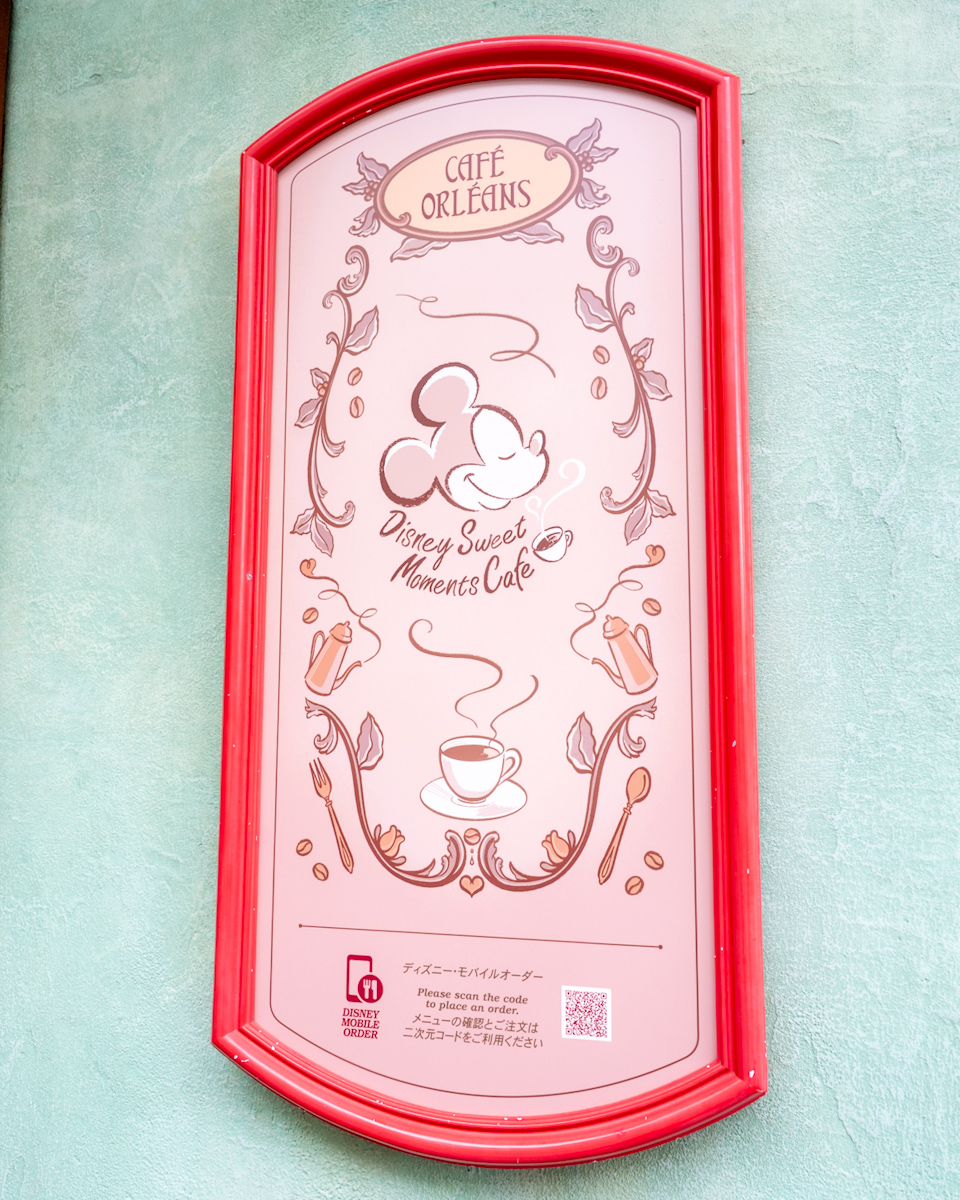 CAFÉ
ORLÉANS
Disney Sweet
Moments Cafe
DISNEY
MOBILE
ORDER
ディズニー・モバイルオーダー
Please scan the code
to place an order.
メニューの確認とご注文は
二次元コードをご利用ください